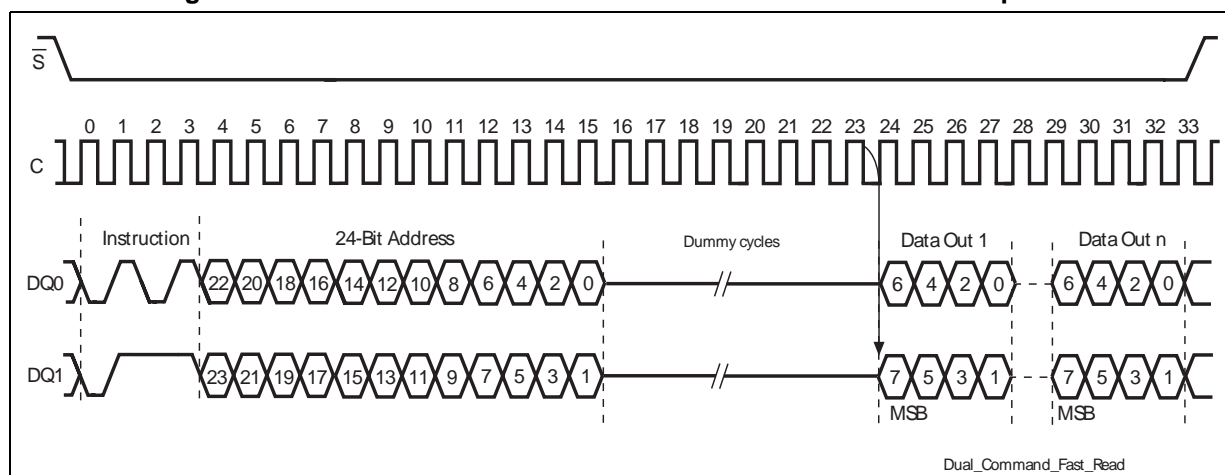 S
0 1 2 3 4 5 6 7 8 9 10 11 12 13 14 15 16 17 18 19 20 21 22 23 24 25 26 27 28 29 30 31 32 33
C
Instruction 24-Bit Address Dummy cycles Data Out 1 Data Out n
DQ0 22 20 18 16 14 12 10 8 6 4 2 0 6 4 2 0 6 4 2 0
DQ1 23 21 19 17 15 13 11 9 7 5 3 1 7 5 3 1 7 5 3 1
MSB MSB
Dual_Command_Fast_Read